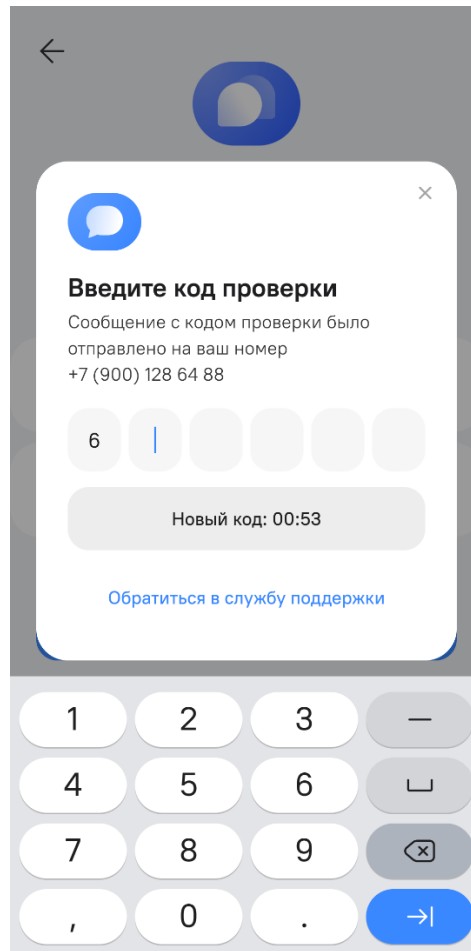 Введите код проверки
Сообщение с кодом проверки было
отправлено на ваш номер
+7 (900) 128 64 88
6
Новый код: 00:53
Обратиться в службу поддержки
1 2 3 —
4 5 6
7 8 9
, 0 .